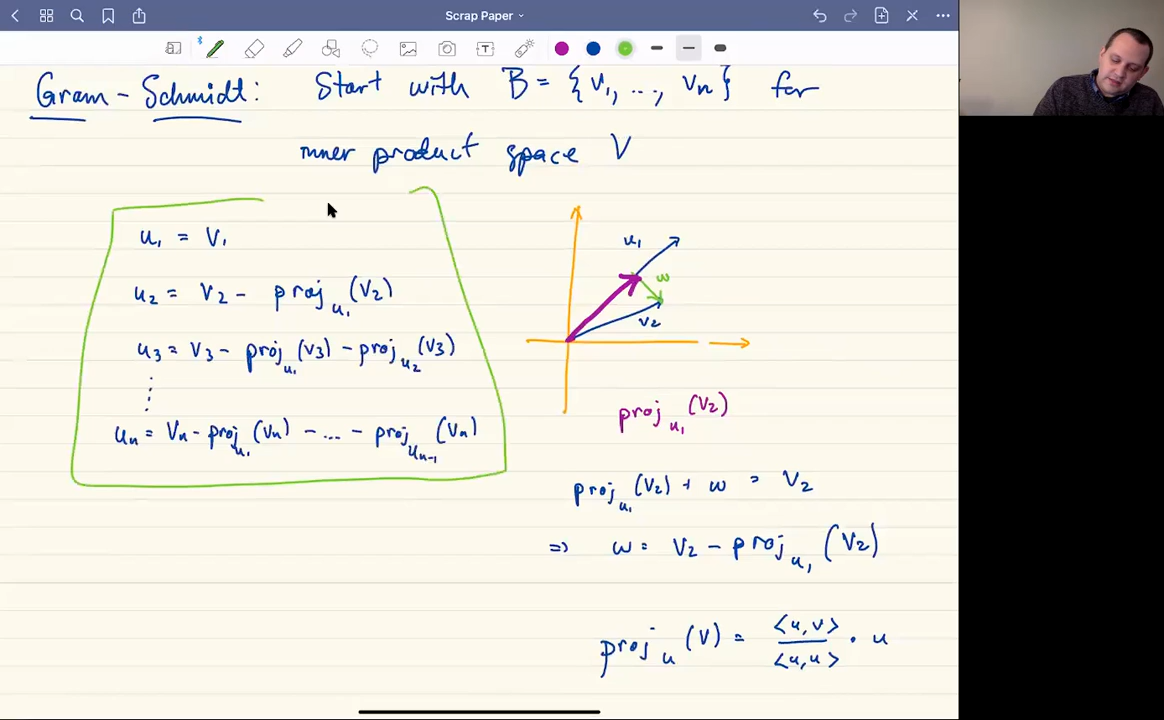 Scrap Paper
Gram-Schmidt: Start with B = {v₁, ..., vₙ} for
inner product space V
u₁ = v₁
u₂ = v₂ - proj_u₁(v₂)
u₃ = v₃ - proj_u₁(v₃) - proj_u₂(v₃)
⋮
uₙ = vₙ - proj_u₁(vₙ) - ... - proj_uₙ₋₁(vₙ)
u₁
w
v₂
proj_u₁(v₂)
proj_u₁(v₂) + w = v₂
⇒ w = v₂ - proj_u₁(v₂)
proj_u(v) = <u,v>/<u,u> · u